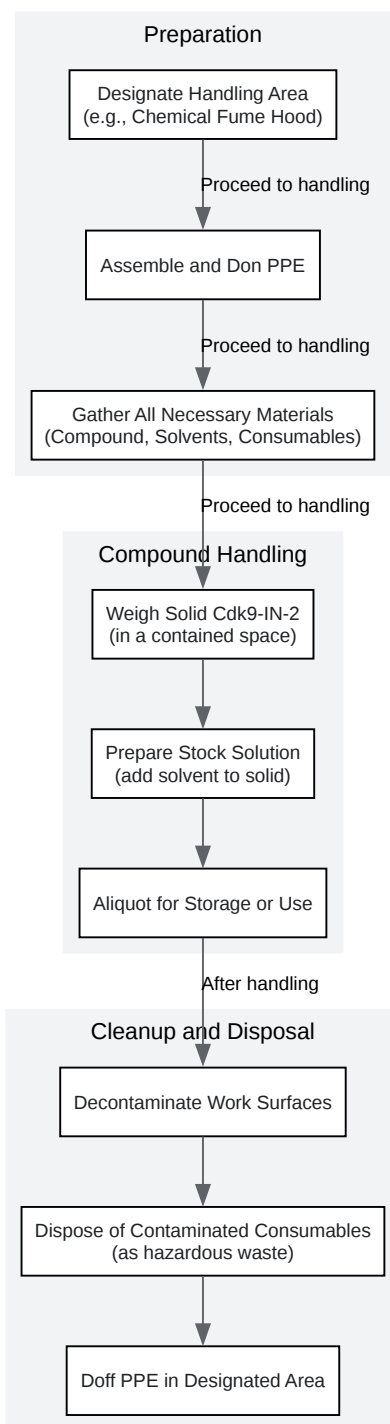 Preparation
Designate Handling Area
(e.g., Chemical Fume Hood)
Proceed to handling
Assemble and Don PPE
Proceed to handling
Gather All Necessary Materials
(Compound, Solvents, Consumables)
Proceed to handling
Compound Handling
Weigh Solid Cdk9-IN-2
(in a contained space)
Prepare Stock Solution
(add solvent to solid)
Aliquot for Storage or Use
After handling
Cleanup and Disposal
Decontaminate Work Surfaces
Dispose of Contaminated Consumables
(as hazardous waste)
Doff PPE in Designated Area